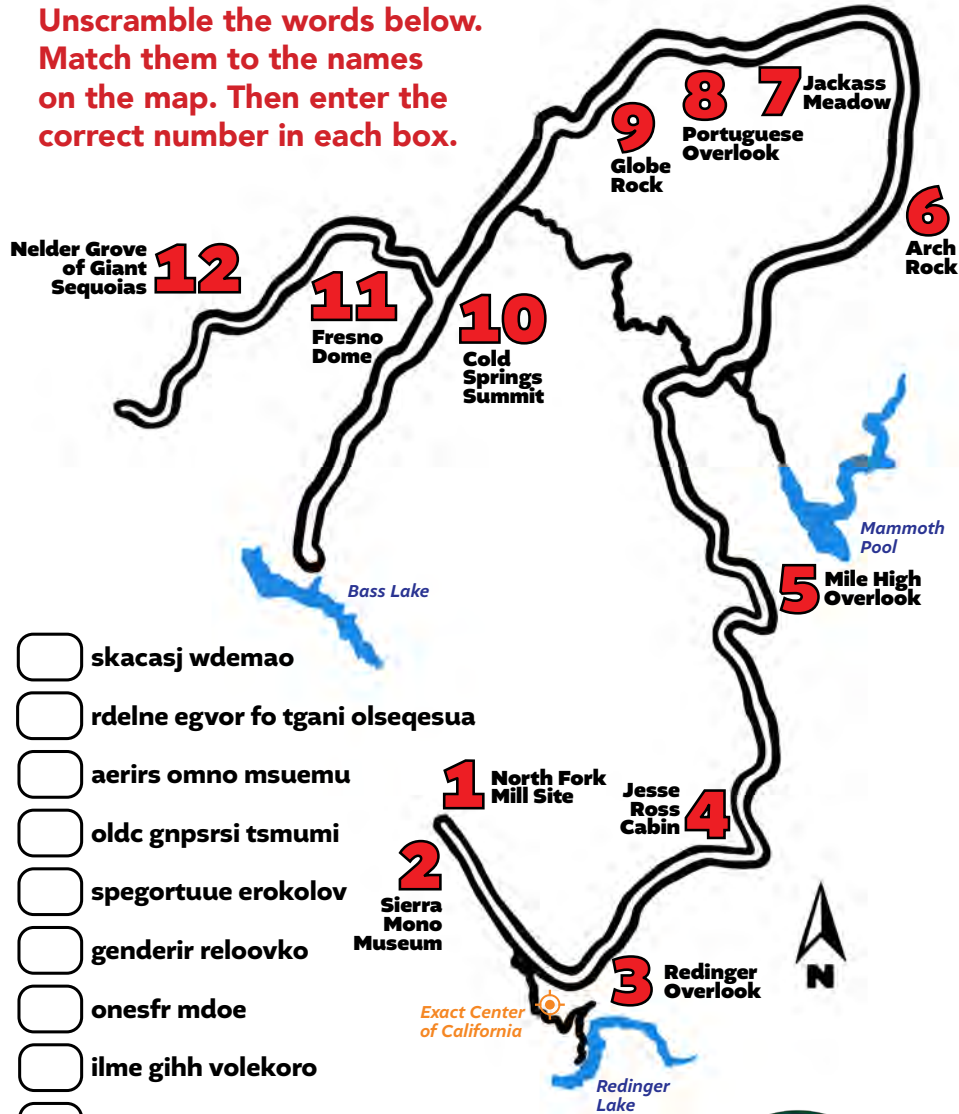 Unscramble the words below.
Match them to the names
on the map. Then enter the
correct number in each box.
7
Jackass
Meadow
8
Portuguese
Overlook
9
Globe
Rock
6
Arch
Rock
Nelder Grove
of Giant
Sequoias
12
11
Fresno
Dome
10
Cold
Springs
Summit
Mammoth
Pool
5
Mile High
Overlook
Bass Lake
skacasj wdemao
rdelne egvor fo tgani olseqesua
aerirs omno msuemu
oldc gnpsrsi tsmumi
spegortuue erokolov
genderir reloovko
onesfr mdoe
ilme gihh volekoro
1
North Fork
Mill Site
2
Sierra
Mono
Museum
Jesse
Ross
Cabin
4
3
Redinger
Overlook
N
Exact Center
of California
Redinger
Lake